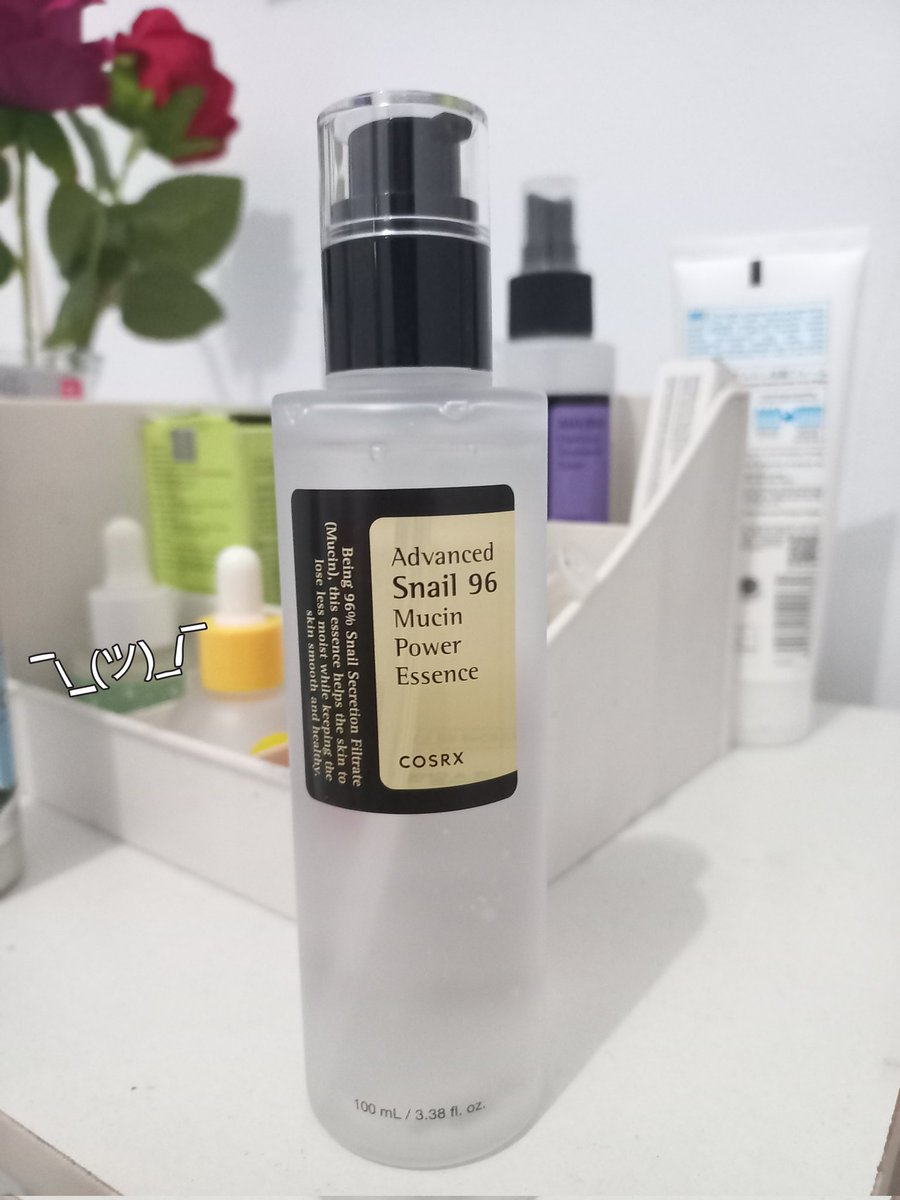 Advanced
Snail 96
Mucin
Power
Essence
COSRX
Being 96% Snail Secretion Filtrate
(Mucin), this essence helps the skin to
lose less moist while keeping the
skin smooth and healthy.
¯\_(ツ)_/¯
100 mL / 3.38 fl. oz.